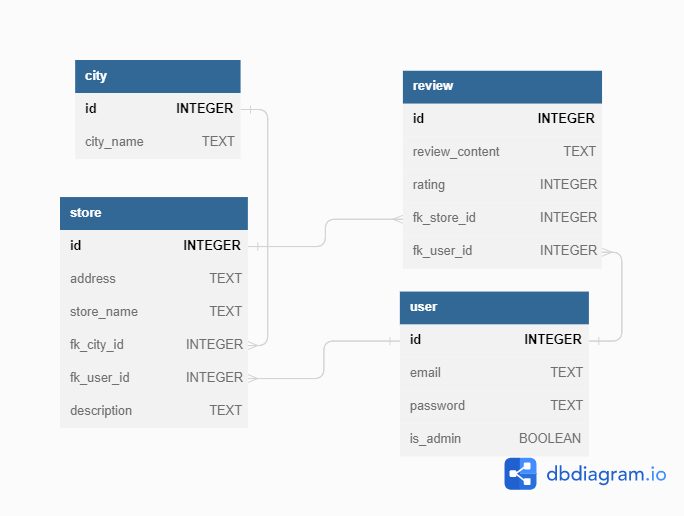 city
id INTEGER
city_name TEXT
store
id INTEGER
address TEXT
store_name TEXT
fk_city_id INTEGER
fk_user_id INTEGER
description TEXT
review
id INTEGER
review_content TEXT
rating INTEGER
fk_store_id INTEGER
fk_user_id INTEGER
user
id INTEGER
email TEXT
password TEXT
is_admin BOOLEAN
dbdiagram.io